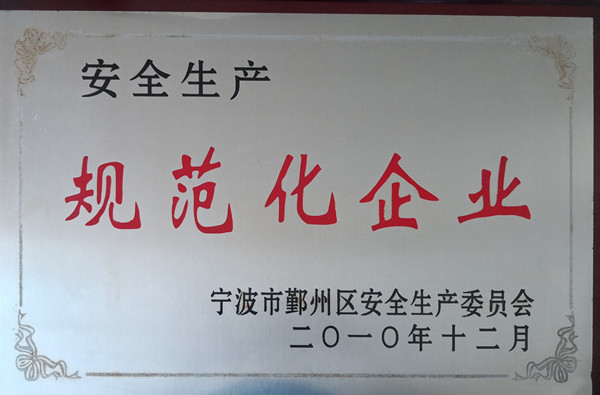 安全生产
规范化企业
宁波市鄞州区安全生产委员会
二〇一〇年十二月